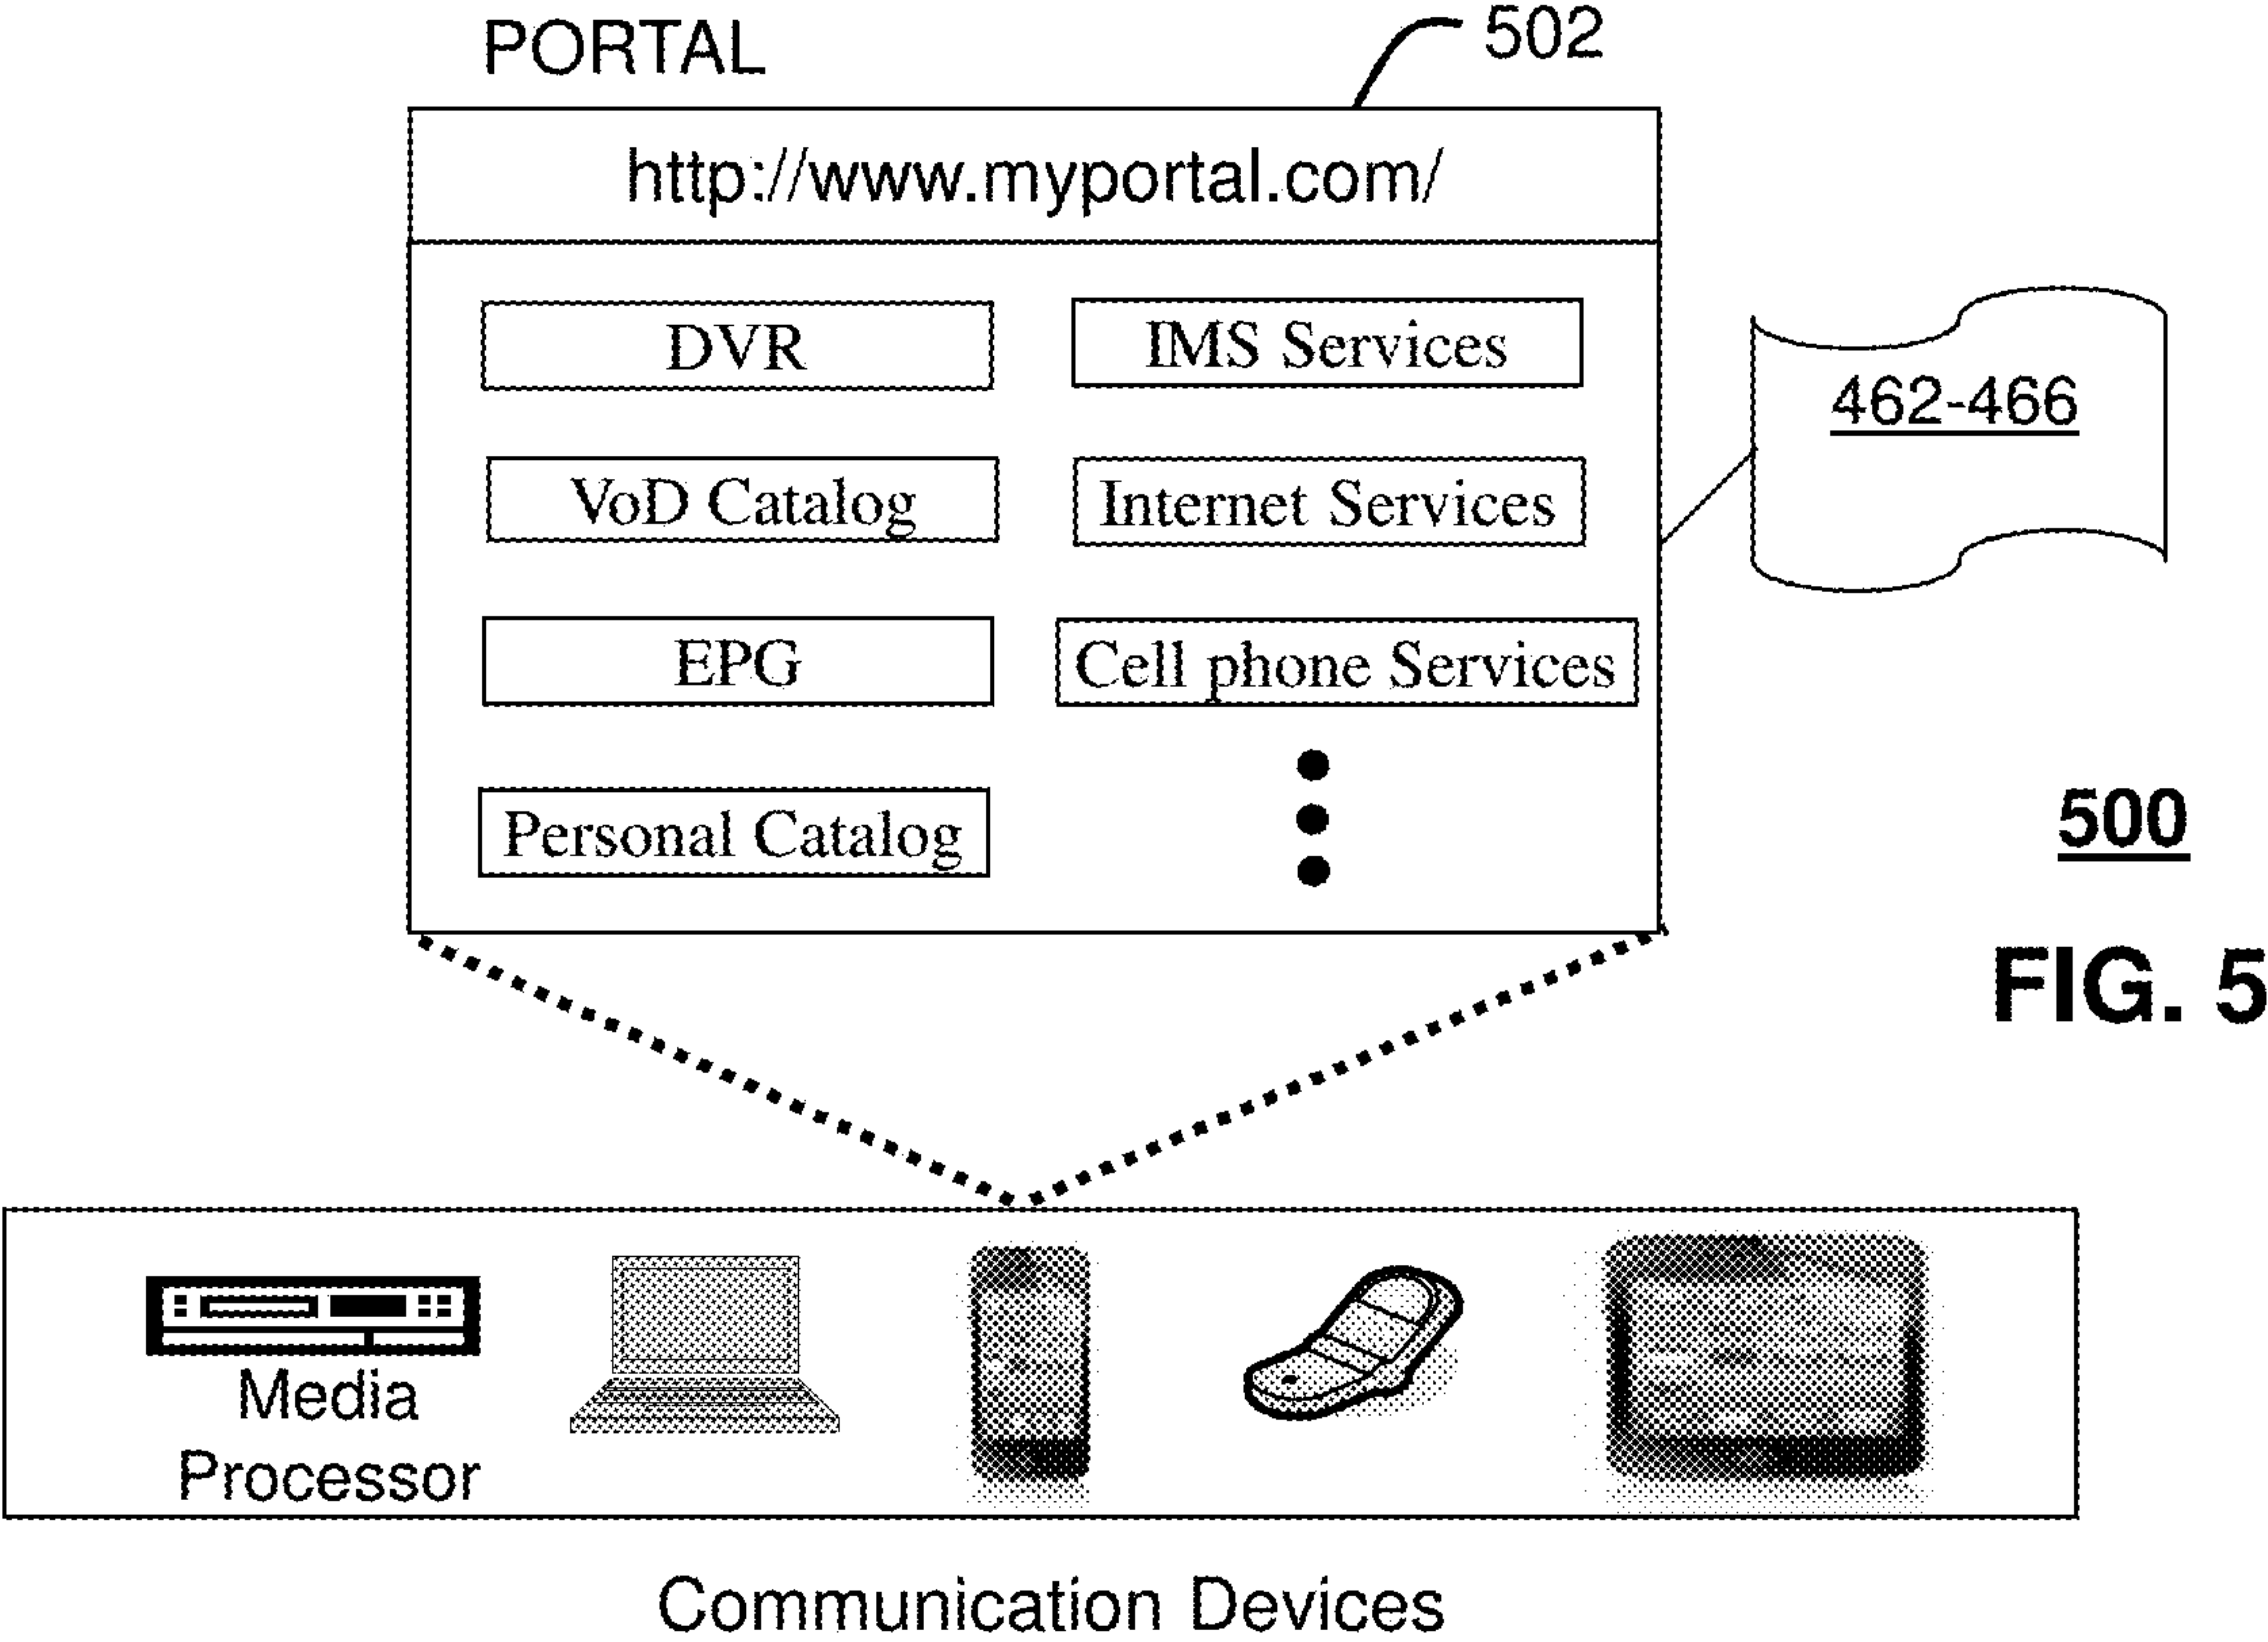 PORTAL
502
http://www.myportal.com/
DVR
IMS Services
462-466
VoD Catalog
Internet Services
EPG
Cell phone Services
Personal Catalog
500
FIG. 5
Media
Processor
Communication Devices